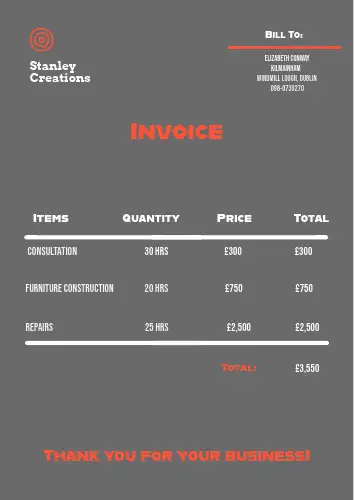 Bill To:
Stanley
Creations
ELIZABETH CONWAY
KILMAINHAM
WINDMILL LOUGH, DUBLIN
098-0739270
Invoice
Items Quantity Price Total
CONSULTATION 30 HRS £300 £300
FURNITURE CONSTRUCTION 20 HRS £750 £750
REPAIRS 25 HRS £2,500 £2,500
Total: £3,550
Thank you for your business!